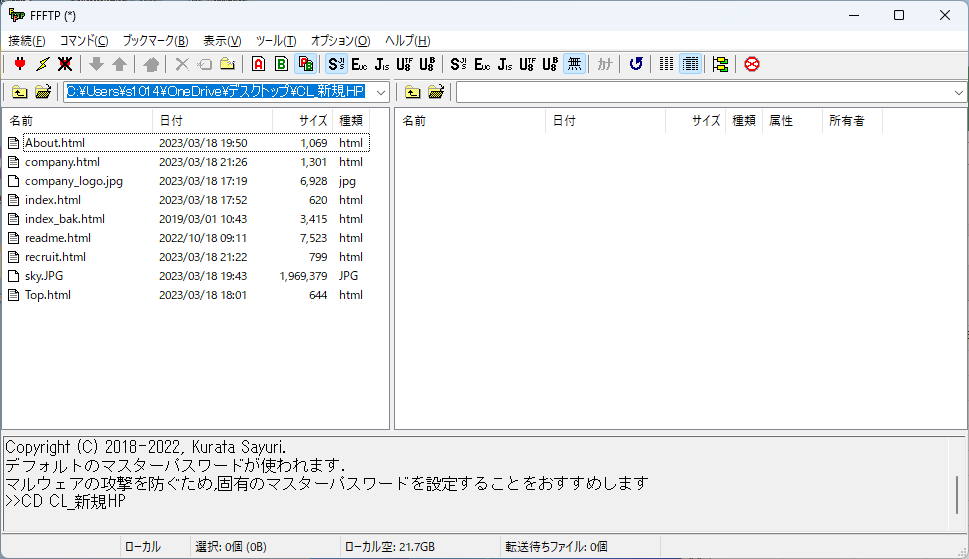 FFFTP (*)
接続(F) コマンド(C) ブックマーク(B) 表示(V) ツール(T) オプション(O) ヘルプ(H)
A B S'J EUC JIS UTF8 UTF8B S'J EUC JIS UTF8 UTF8B 無 カナ
C:¥Users¥s1014¥OneDrive¥デスクトップ¥CL_新規HP
名前 日付 サイズ 種類 名前 日付 サイズ 種類 属性 所有者
About.html 2023/03/18 19:50 1,069 html
company.html 2023/03/18 21:26 1,301 html
company_logo.jpg 2023/03/18 17:19 6,928 jpg
index.html 2023/03/18 17:52 620 html
index_bak.html 2019/03/01 10:43 3,415 html
readme.html 2022/10/18 09:11 7,523 html
recruit.html 2023/03/18 21:22 799 html
sky.JPG 2023/03/18 19:43 1,969,379 JPG
Top.html 2023/03/18 18:01 644 html
Copyright (C) 2018-2022, Kurata Sayuri.
デフォルトのマスターパスワードが使われます.
マルウェアの攻撃を防ぐため,固有のマスターパスワードを設定することをおすすめします
>>CD CL_新規HP
ローカル 選択: 0個 (0B) ローカル空: 21.7GB 転送待ちファイル: 0個